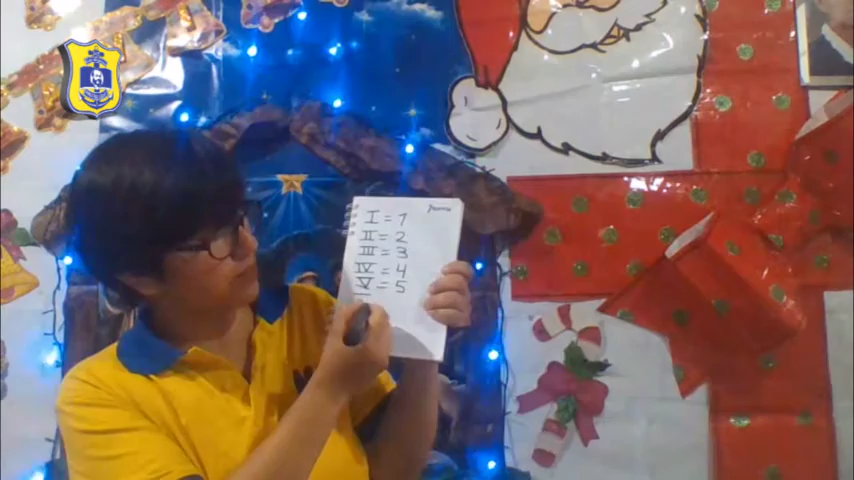 I = 1
II = 2
III = 3
IV = 4
V = 5